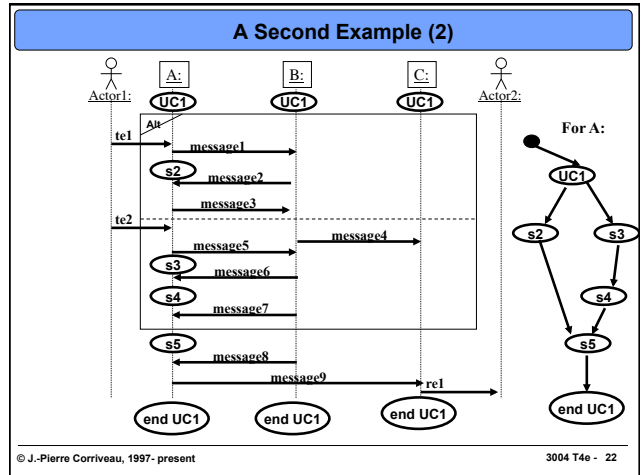 A Second Example (2)
Actor1:
A:
B:
C:
Actor2:
UC1
UC1
UC1
Alt
te1
message1
s2
message2
message3
te2
message4
message5
s3
message6
s4
message7
s5
message8
message9
re1
end UC1
end UC1
end UC1
For A:
UC1
s2
s3
s4
s5
end UC1
© J.-Pierre Corriveau, 1997- present
3004 T4e - 22